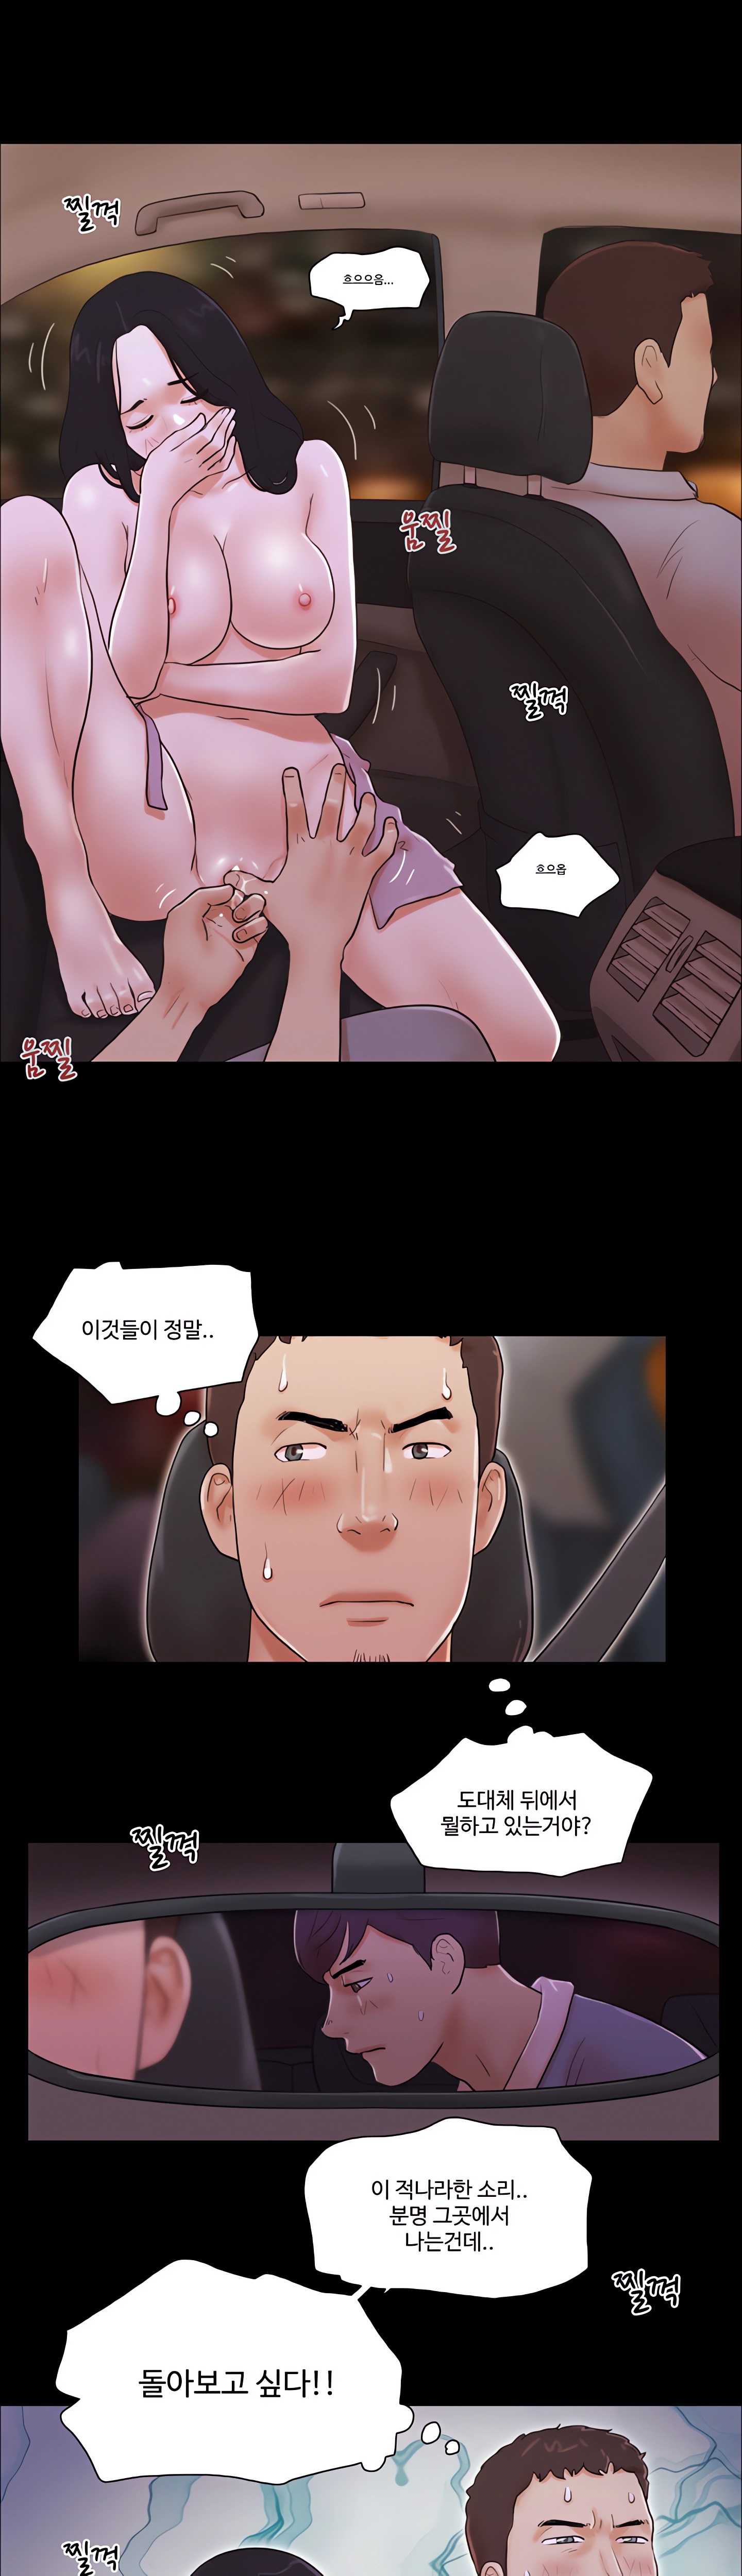 찔꺽
흐으으음...
움찔
찔꺽
흐으읍
움찔
이것들이 정말..
도대체 뒤에서
뭘하고 있는거야?
찔꺽
이 적나라한 소리..
분명 그곳에서
나는건데..
찔꺽
돌아보고 싶다!!
찔꺽